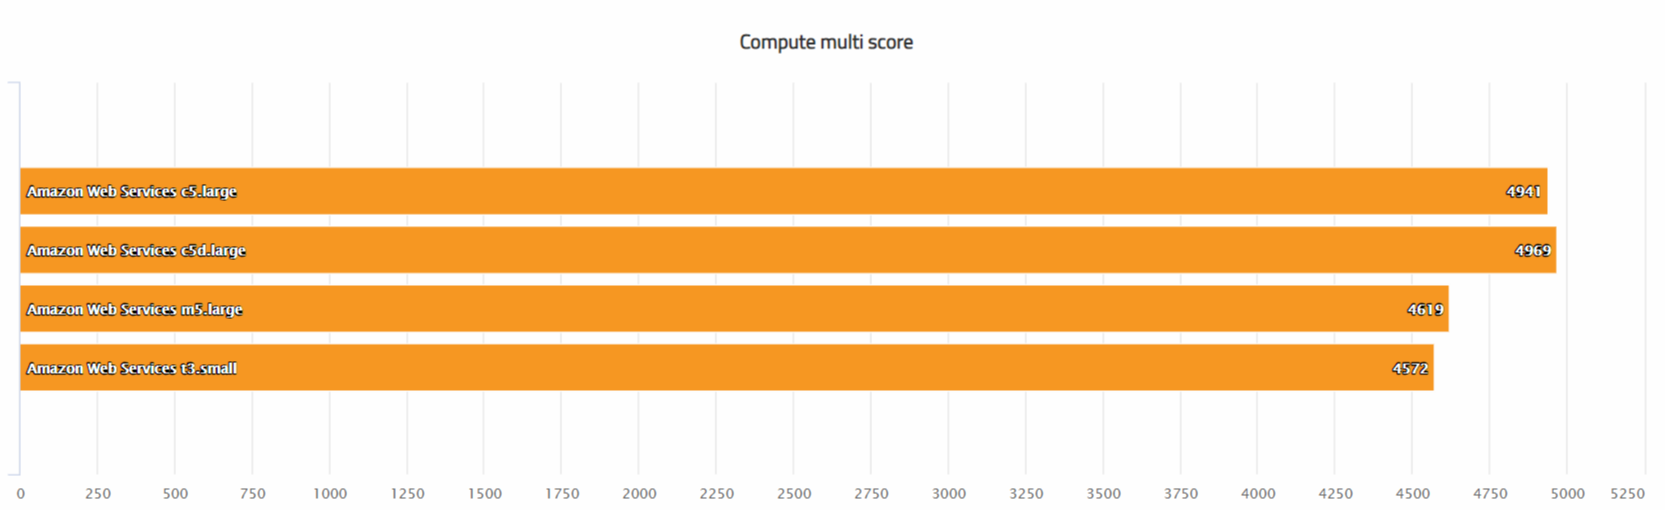 Compute multi score
Amazon Web Services c5.large 4941
Amazon Web Services c5d.large 4969
Amazon Web Services m5.large 4619
Amazon Web Services t3.small 4572
0 250 500 750 1000 1250 1500 1750 2000 2250 2500 2750 3000 3250 3500 3750 4000 4250 4500 4750 5000 5250